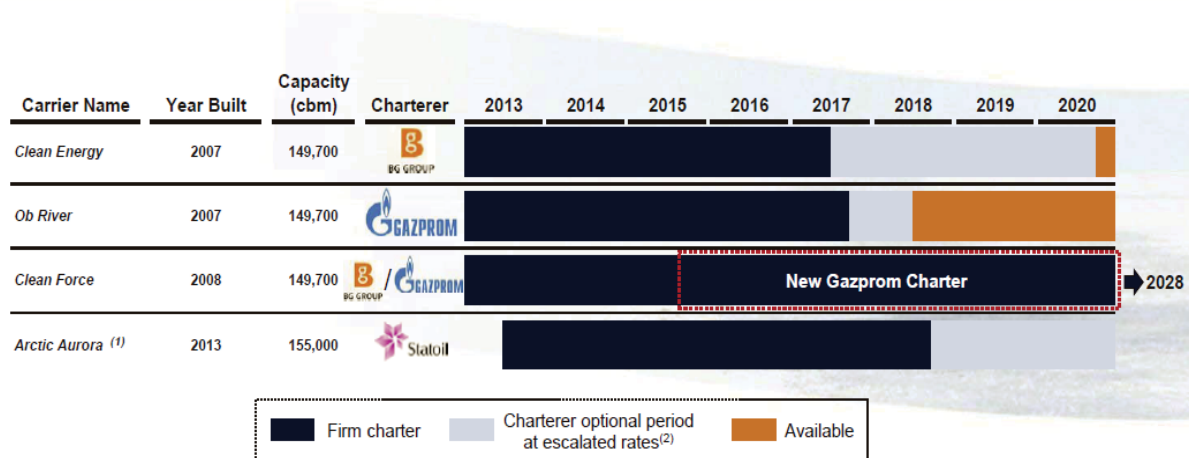 Carrier Name Year Built Capacity (cbm) Charterer 2013 2014 2015 2016 2017 2018 2019 2020
Clean Energy 2007 149,700 BG GROUP
Ob River 2007 149,700 GAZPROM
Clean Force 2008 149,700 BG GROUP / GAZPROM New Gazprom Charter 2028
Arctic Aurora (1) 2013 155,000 Statoil
Firm charter Charterer optional period at escalated rates(2) Available